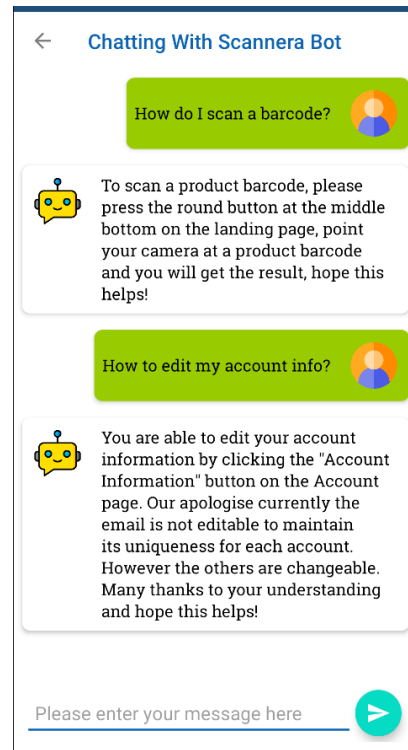 Chatting With Scannera Bot
How do I scan a barcode?
To scan a product barcode, please
press the round button at the middle
bottom on the landing page, point
your camera at a product barcode
and you will get the result, hope this
helps!
How to edit my account info?
You are able to edit your account
information by clicking the "Account
Information" button on the Account
page. Our apologise currently the
email is not editable to maintain
its uniqueness for each account.
However the others are changeable.
Many thanks to your understanding
and hope this helps!
Please enter your message here